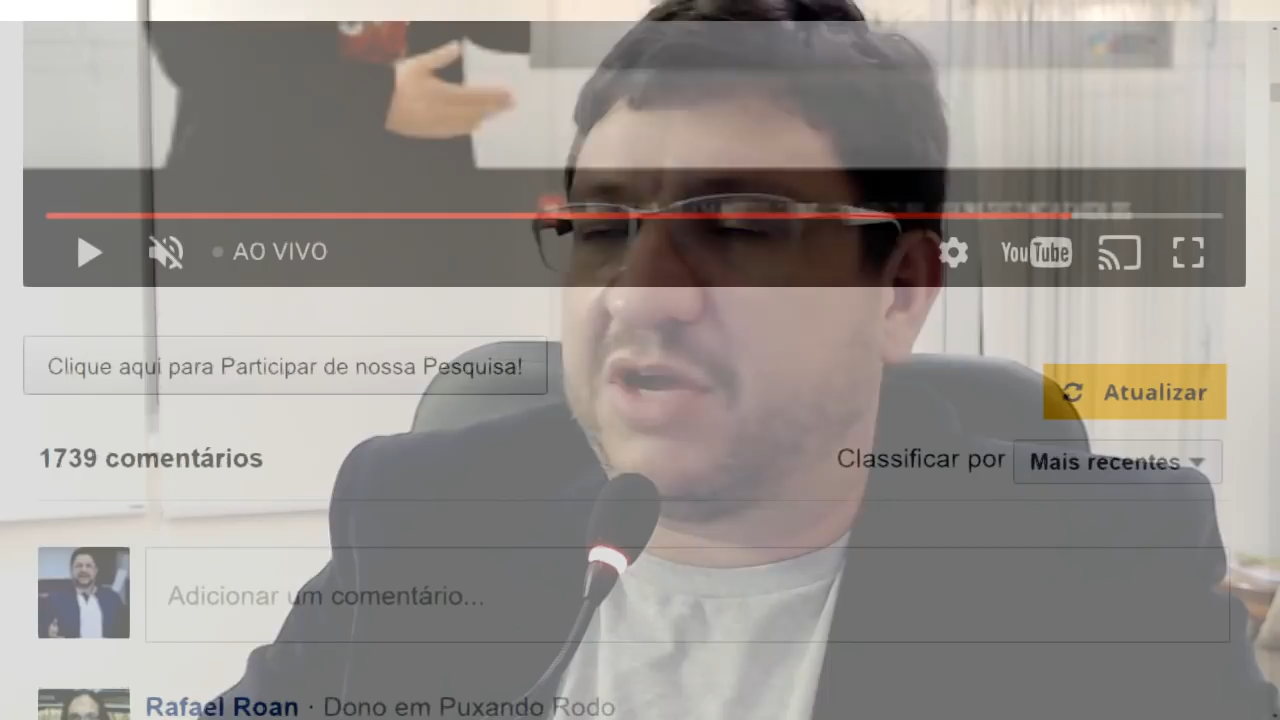 AO VIVO
YouTube
Clique aqui para Participar de nossa Pesquisa!
Atualizar
1739 comentários
Classificar por Mais recentes
Adicionar um comentário...
Rafael Roan · Dono em Puxando Rodo